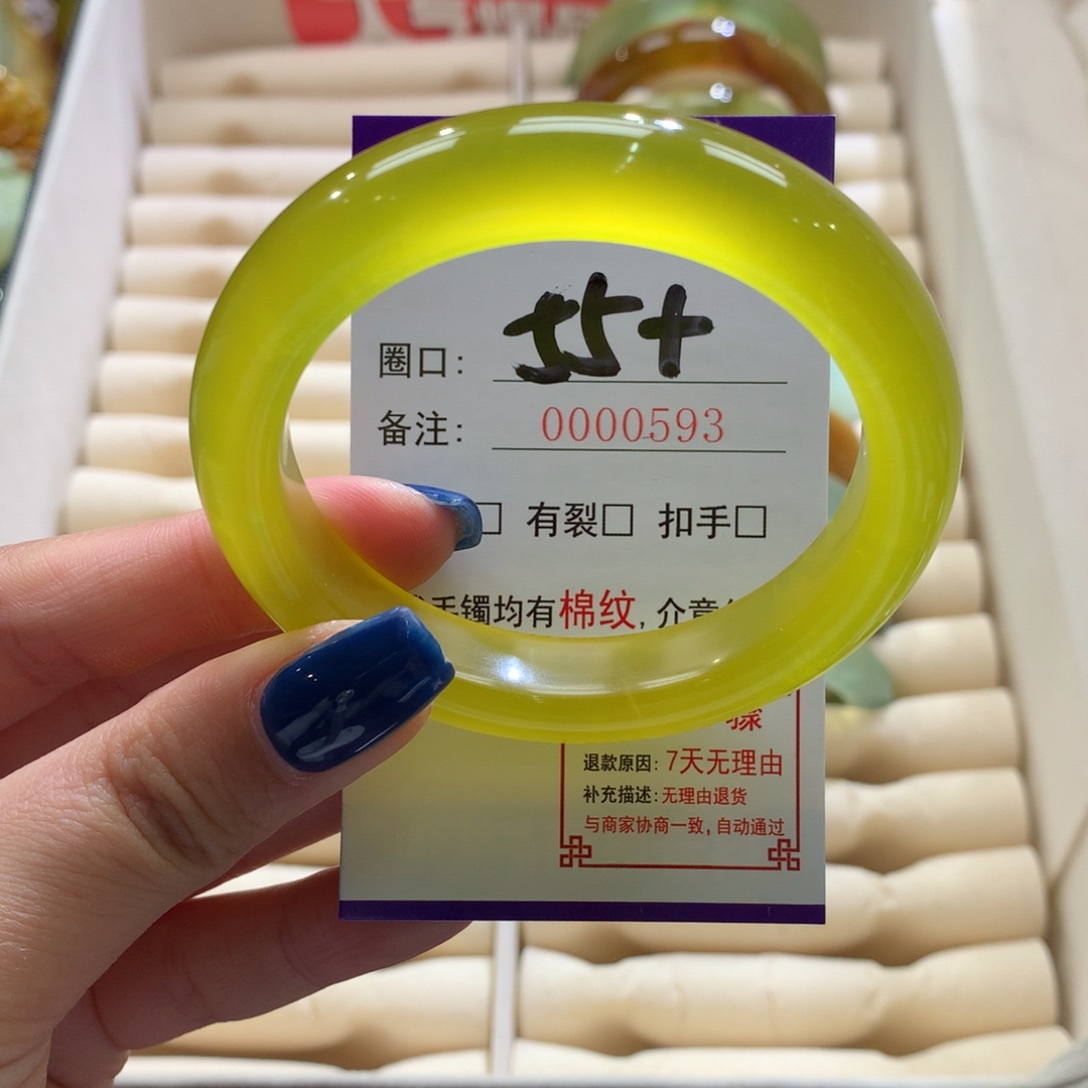 圈口: 55+
备注: 0000593
□ 有裂□ 扣手□
手镯均有棉纹, 介意
骤
退款原因: 7天无理由
补充描述: 无理由退货
与商家协商一致, 自动通过